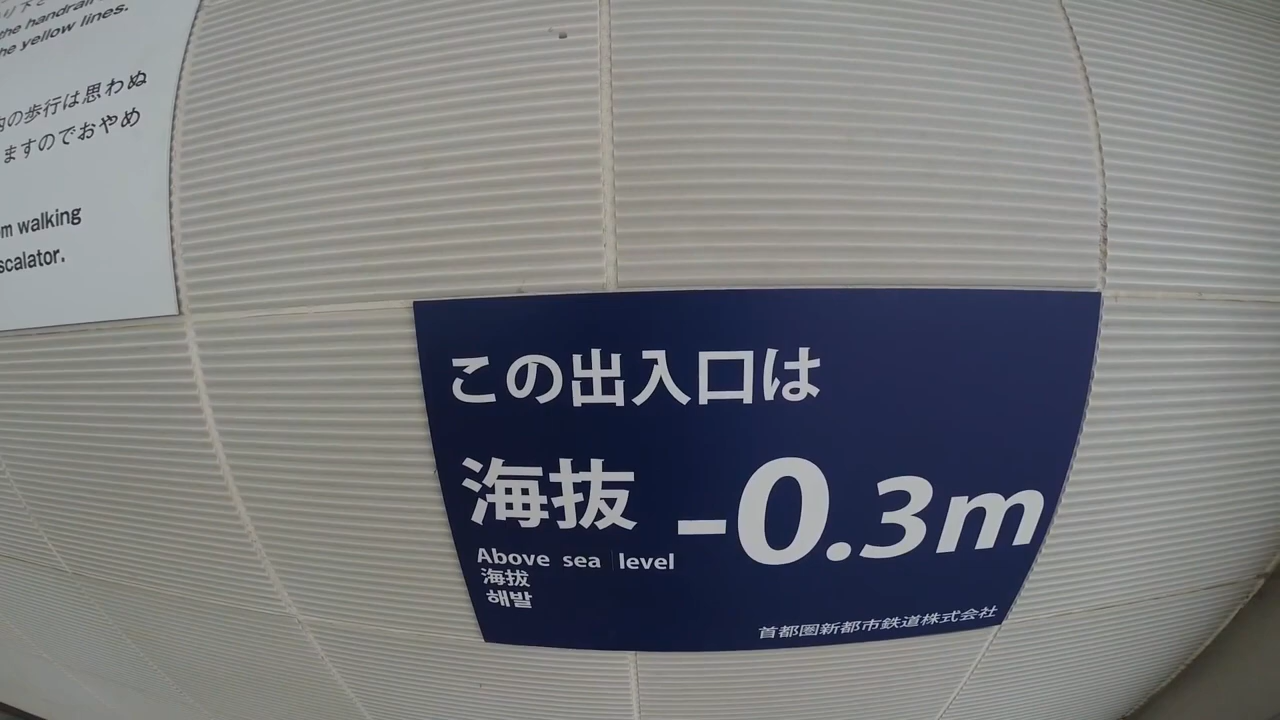 the handrail
he yellow lines.
の歩行は思わぬ
ますのでおやめ
m walking
scalator.
この出入口は
海抜 -0.3m
Above sea level
海拔
해발
首都圏新都市鉄道株式会社